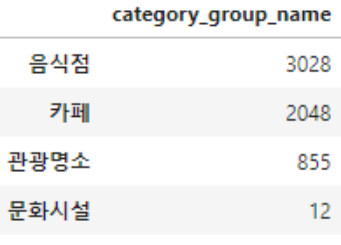 category_group_name
음식점 3028
카페 2048
관광명소 855
문화시설 12